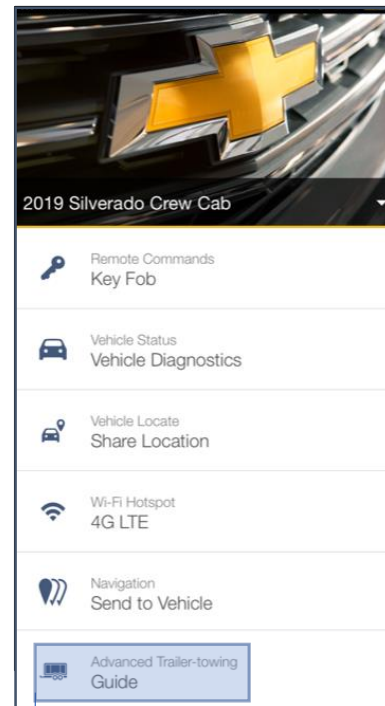 2019 Silverado Crew Cab
Remote Commands
Key Fob
Vehicle Status
Vehicle Diagnostics
Vehicle Locate
Share Location
Wi-Fi Hotspot
4G LTE
Navigation
Send to Vehicle
Advanced Trailer-towing
Guide